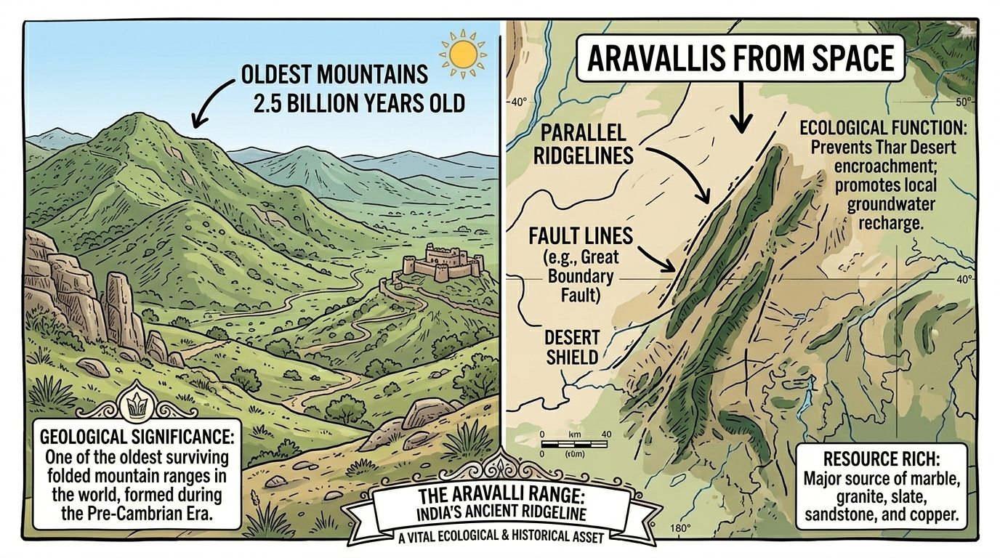 OLDEST MOUNTAINS
2.5 BILLION YEARS OLD
GEOLOGICAL SIGNIFICANCE:
One of the oldest surviving
folded mountain ranges in
the world, formed during
the Pre-Cambrian Era.
ARAVALLIS FROM SPACE
40°
50°
PARALLEL
RIDGELINES
ECOLOGICAL FUNCTION:
Prevents Thar Desert
encroachment;
promotes local
groundwater
recharge.
FAULT LINES
(e.g., Great
Boundary
Fault)
40°
DESERT
SHIELD
0 km 40
0
180°
RESOURCE RICH:
Major source of marble,
granite, slate,
sandstone, and copper.
THE ARAVALLI RANGE:
INDIA'S ANCIENT RIDGELINE
A VITAL ECOLOGICAL & HISTORICAL ASSET